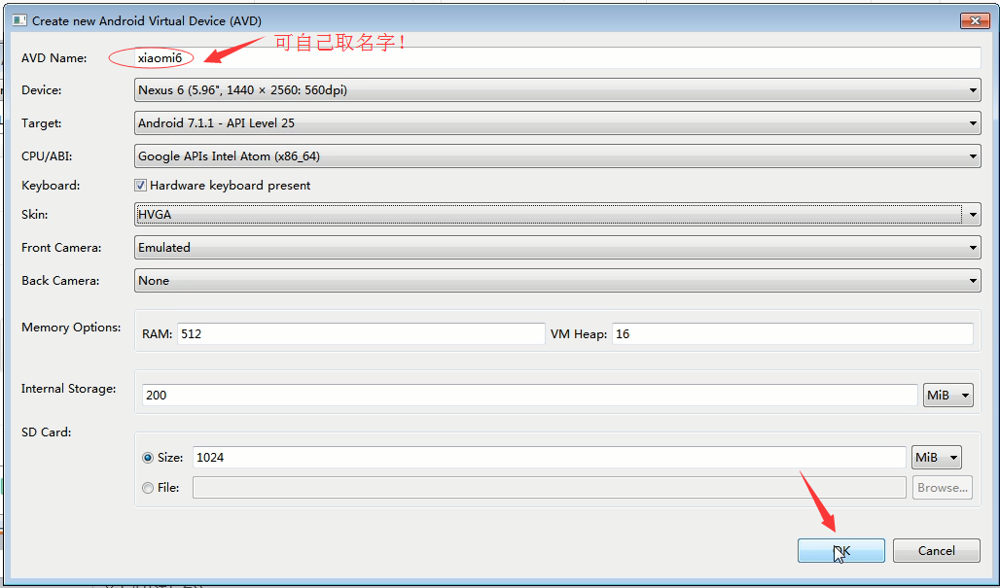 Create new Android Virtual Device (AVD)
可自己取名字!
AVD Name: xiaomi6
Device: Nexus 6 (5.96", 1440 × 2560: 560dpi)
Target: Android 7.1.1 - API Level 25
CPU/ABI: Google APIs Intel Atom (x86_64)
Keyboard: Hardware keyboard present
Skin: HVGA
Front Camera: Emulated
Back Camera: None
Memory Options: RAM: 512 VM Heap: 16
Internal Storage: 200 MiB
SD Card:
Size: 1024 MiB
File: Browse...
OK Cancel